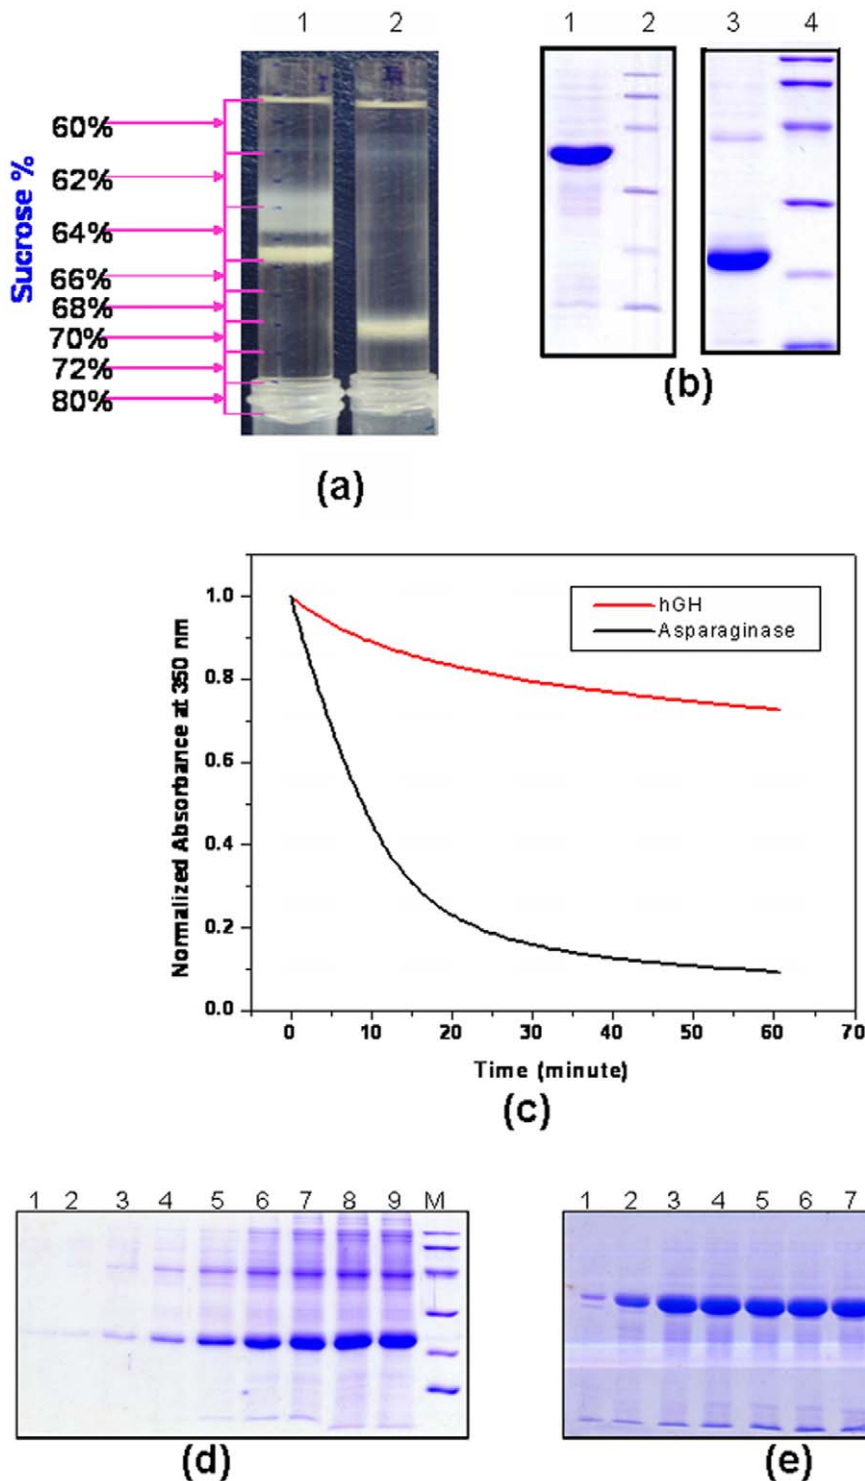 1 2
Sucrose %
60%
62%
64%
66%
68%
70%
72%
80%
(a)
1 2 3 4
(b)
Normalized Absorbance at 350 nm
1.0
0.8
0.6
0.4
0.2
0.0
hGH
Asparaginase
0 10 20 30 40 50 60 70
Time (minute)
(c)
1 2 3 4 5 6 7 8 9 M
(d)
1 2 3 4 5 6 7
(e)